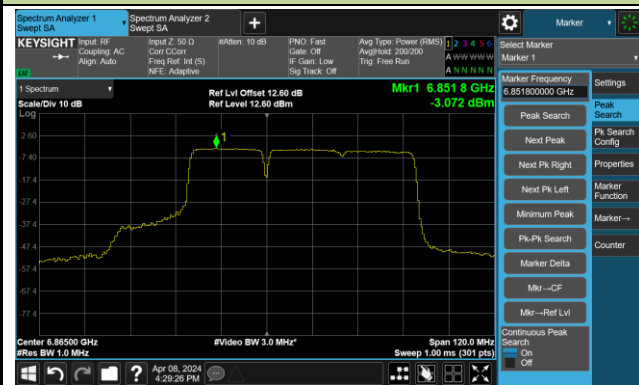 Spectrum Analyzer 1
Swept SA
Spectrum Analyzer 2
Swept SA
+
Marker
KEYSIGHT
Input: RF
Coupling: AC
Align: Auto
Input Z: 50 Ω
Corr CCorr
Freq Ref: Int (S)
NFE: Adaptive
#Atten: 10 dB
PNO: Fast
Gate: Off
IF Gain: Low
Sig Track: Off
Avg Type: Power (RMS)
Avg|Hold: 200/200
Trig: Free Run
1 2 3 4 5 6
A W W W W W
A N N N N N
Select Marker
Marker 1
LXI
1 Spectrum
Scale/Div 10 dB
Log
Ref Lvl Offset 12.60 dB
Ref Level 12.60 dBm
Mkr1 6.851 8 GHz
-3.072 dBm
Marker Frequency
6.851800000 GHz
Settings
Peak Search
Next Peak
Next Pk Right
Next Pk Left
Minimum Peak
Pk-Pk Search
Marker Delta
Mkr→CF
Mkr→Ref Lvl
Continuous Peak
Search
On
Off
Peak
Search
Pk Search
Config
Properties
Marker
Function
Marker→
Counter
1
2.60
-7.40
-17.4
-27.4
-37.4
-47.4
-57.4
-67.4
-77.4
Center 6.86500 GHz
#Res BW 1.0 MHz
#Video BW 3.0 MHz*
Span 120.0 MHz
Sweep 1.00 ms (301 pts)
?
Apr 08, 2024
4:29:26 PM